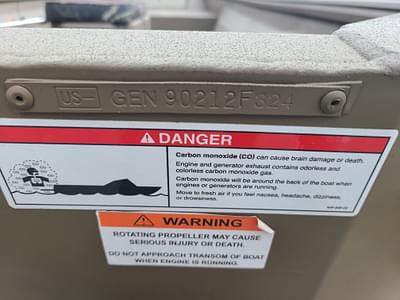 US- GEN 90212F324
DANGER
Carbon monoxide (CO) can cause brain damage or death.
Engine and generator exhaust contains odorless and
colorless carbon monoxide gas.
Carbon monoxide will be around the back of the boat when
engines or generators are running.
Move to fresh air if you feel nausea, headache, dizziness,
or drowsiness.
WARNING
ROTATING PROPELLER MAY CAUSE
SERIOUS INJURY OR DEATH.
DO NOT APPROACH TRANSOM OF BOAT
WHEN ENGINE IS RUNNING.